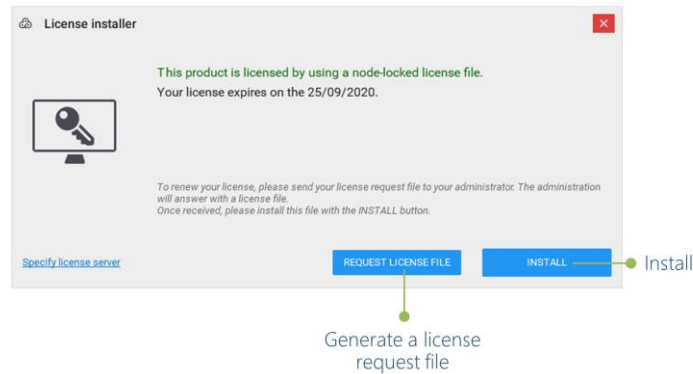 License installer
This product is licensed by using a node-locked license file.
Your license expires on the 25/09/2020.
To renew your license, please send your license request file to your administrator. The administration
will answer with a license file.
Once received, please install this file with the INSTALL button.
Specify license server
REQUEST LICENSE FILE
INSTALL
Install
Generate a license
request file